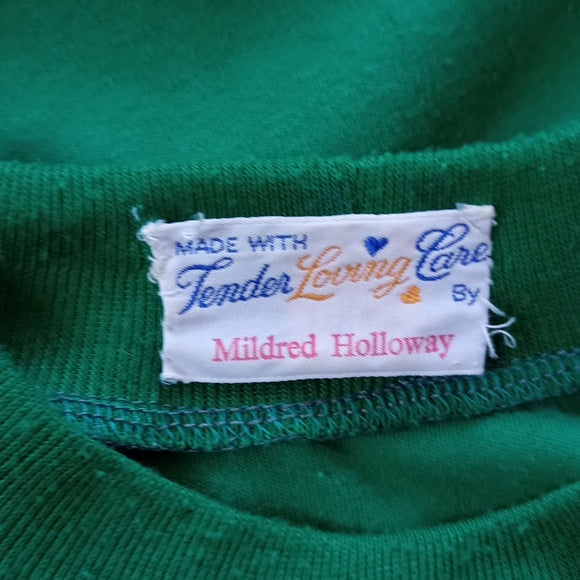 MADE WITH
Tender Loving Care
By
Mildred Holloway